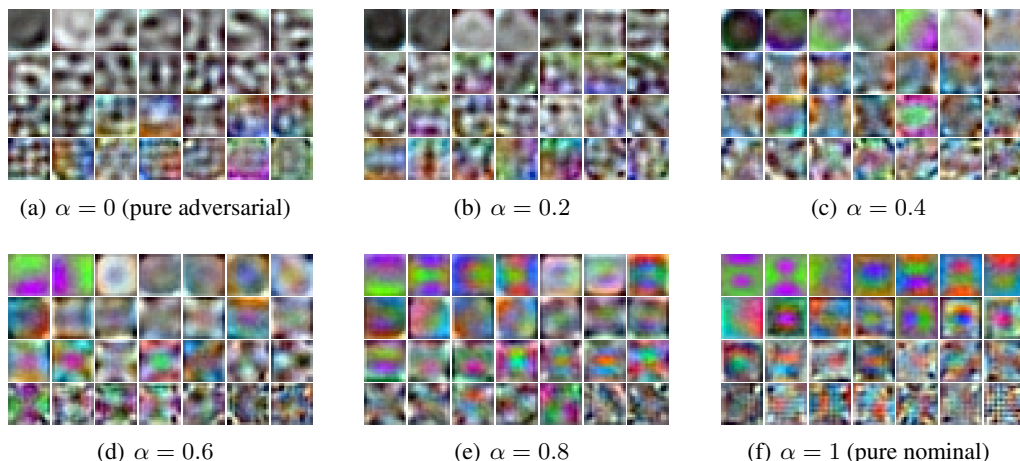 (a) α = 0 (pure adversarial)
(b) α = 0.2
(c) α = 0.4
(d) α = 0.6
(e) α = 0.8
(f) α = 1 (pure nominal)